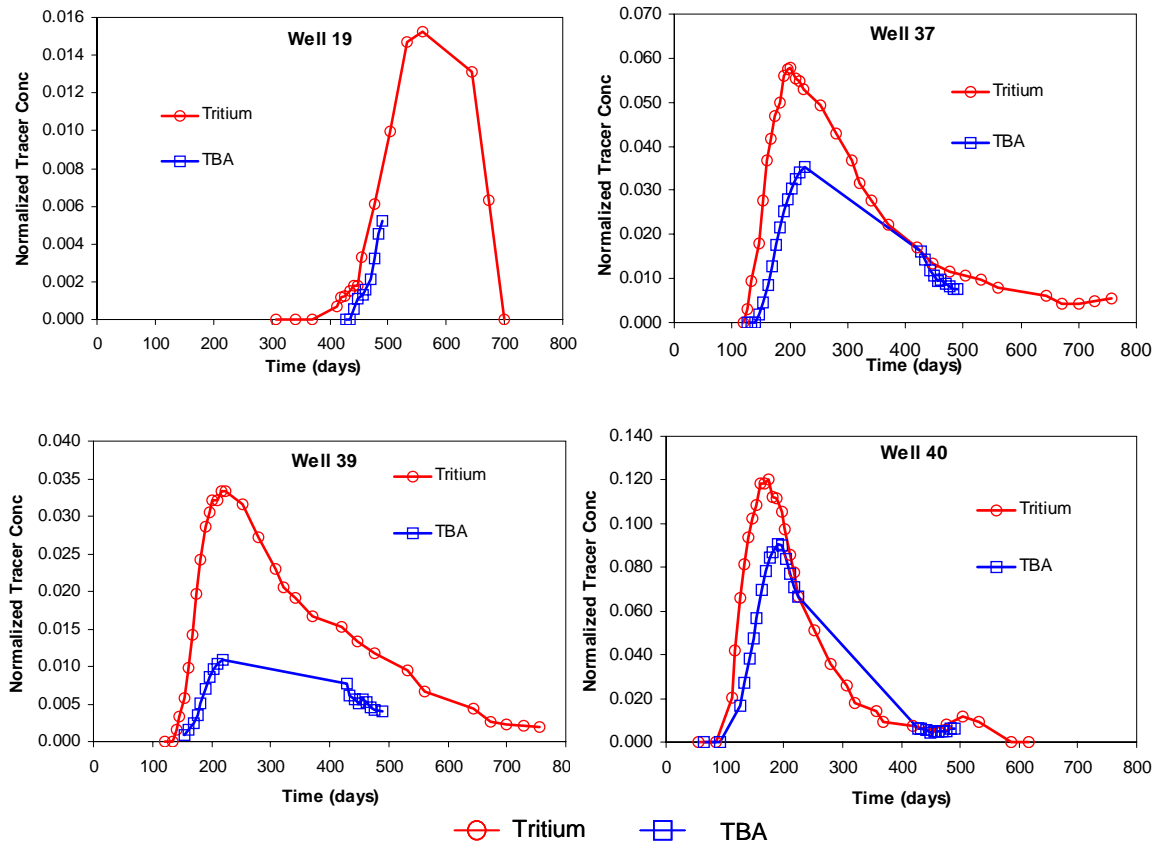 Well 19
Normalized Tracer Conc
0.016
0.014
0.012
0.010
0.008
0.006
0.004
0.002
0.000
Tritium
TBA
0 100 200 300 400 500 600 700 800
Time (days)
Well 37
Normalized Tracer Conc
0.070
0.060
0.050
0.040
0.030
0.020
0.010
0.000
Tritium
TBA
0 100 200 300 400 500 600 700 800
Time (days)
Well 39
Normalized Tracer Conc
0.040
0.035
0.030
0.025
0.020
0.015
0.010
0.005
0.000
Tritium
TBA
0 100 200 300 400 500 600 700 80
Time (days)
Well 40
Normalized Tracer Conc
0.140
0.120
0.100
0.080
0.060
0.040
0.020
0.000
Tritium
TBA
0 100 200 300 400 500 600 700 800
Time (days)
Tritium TBA